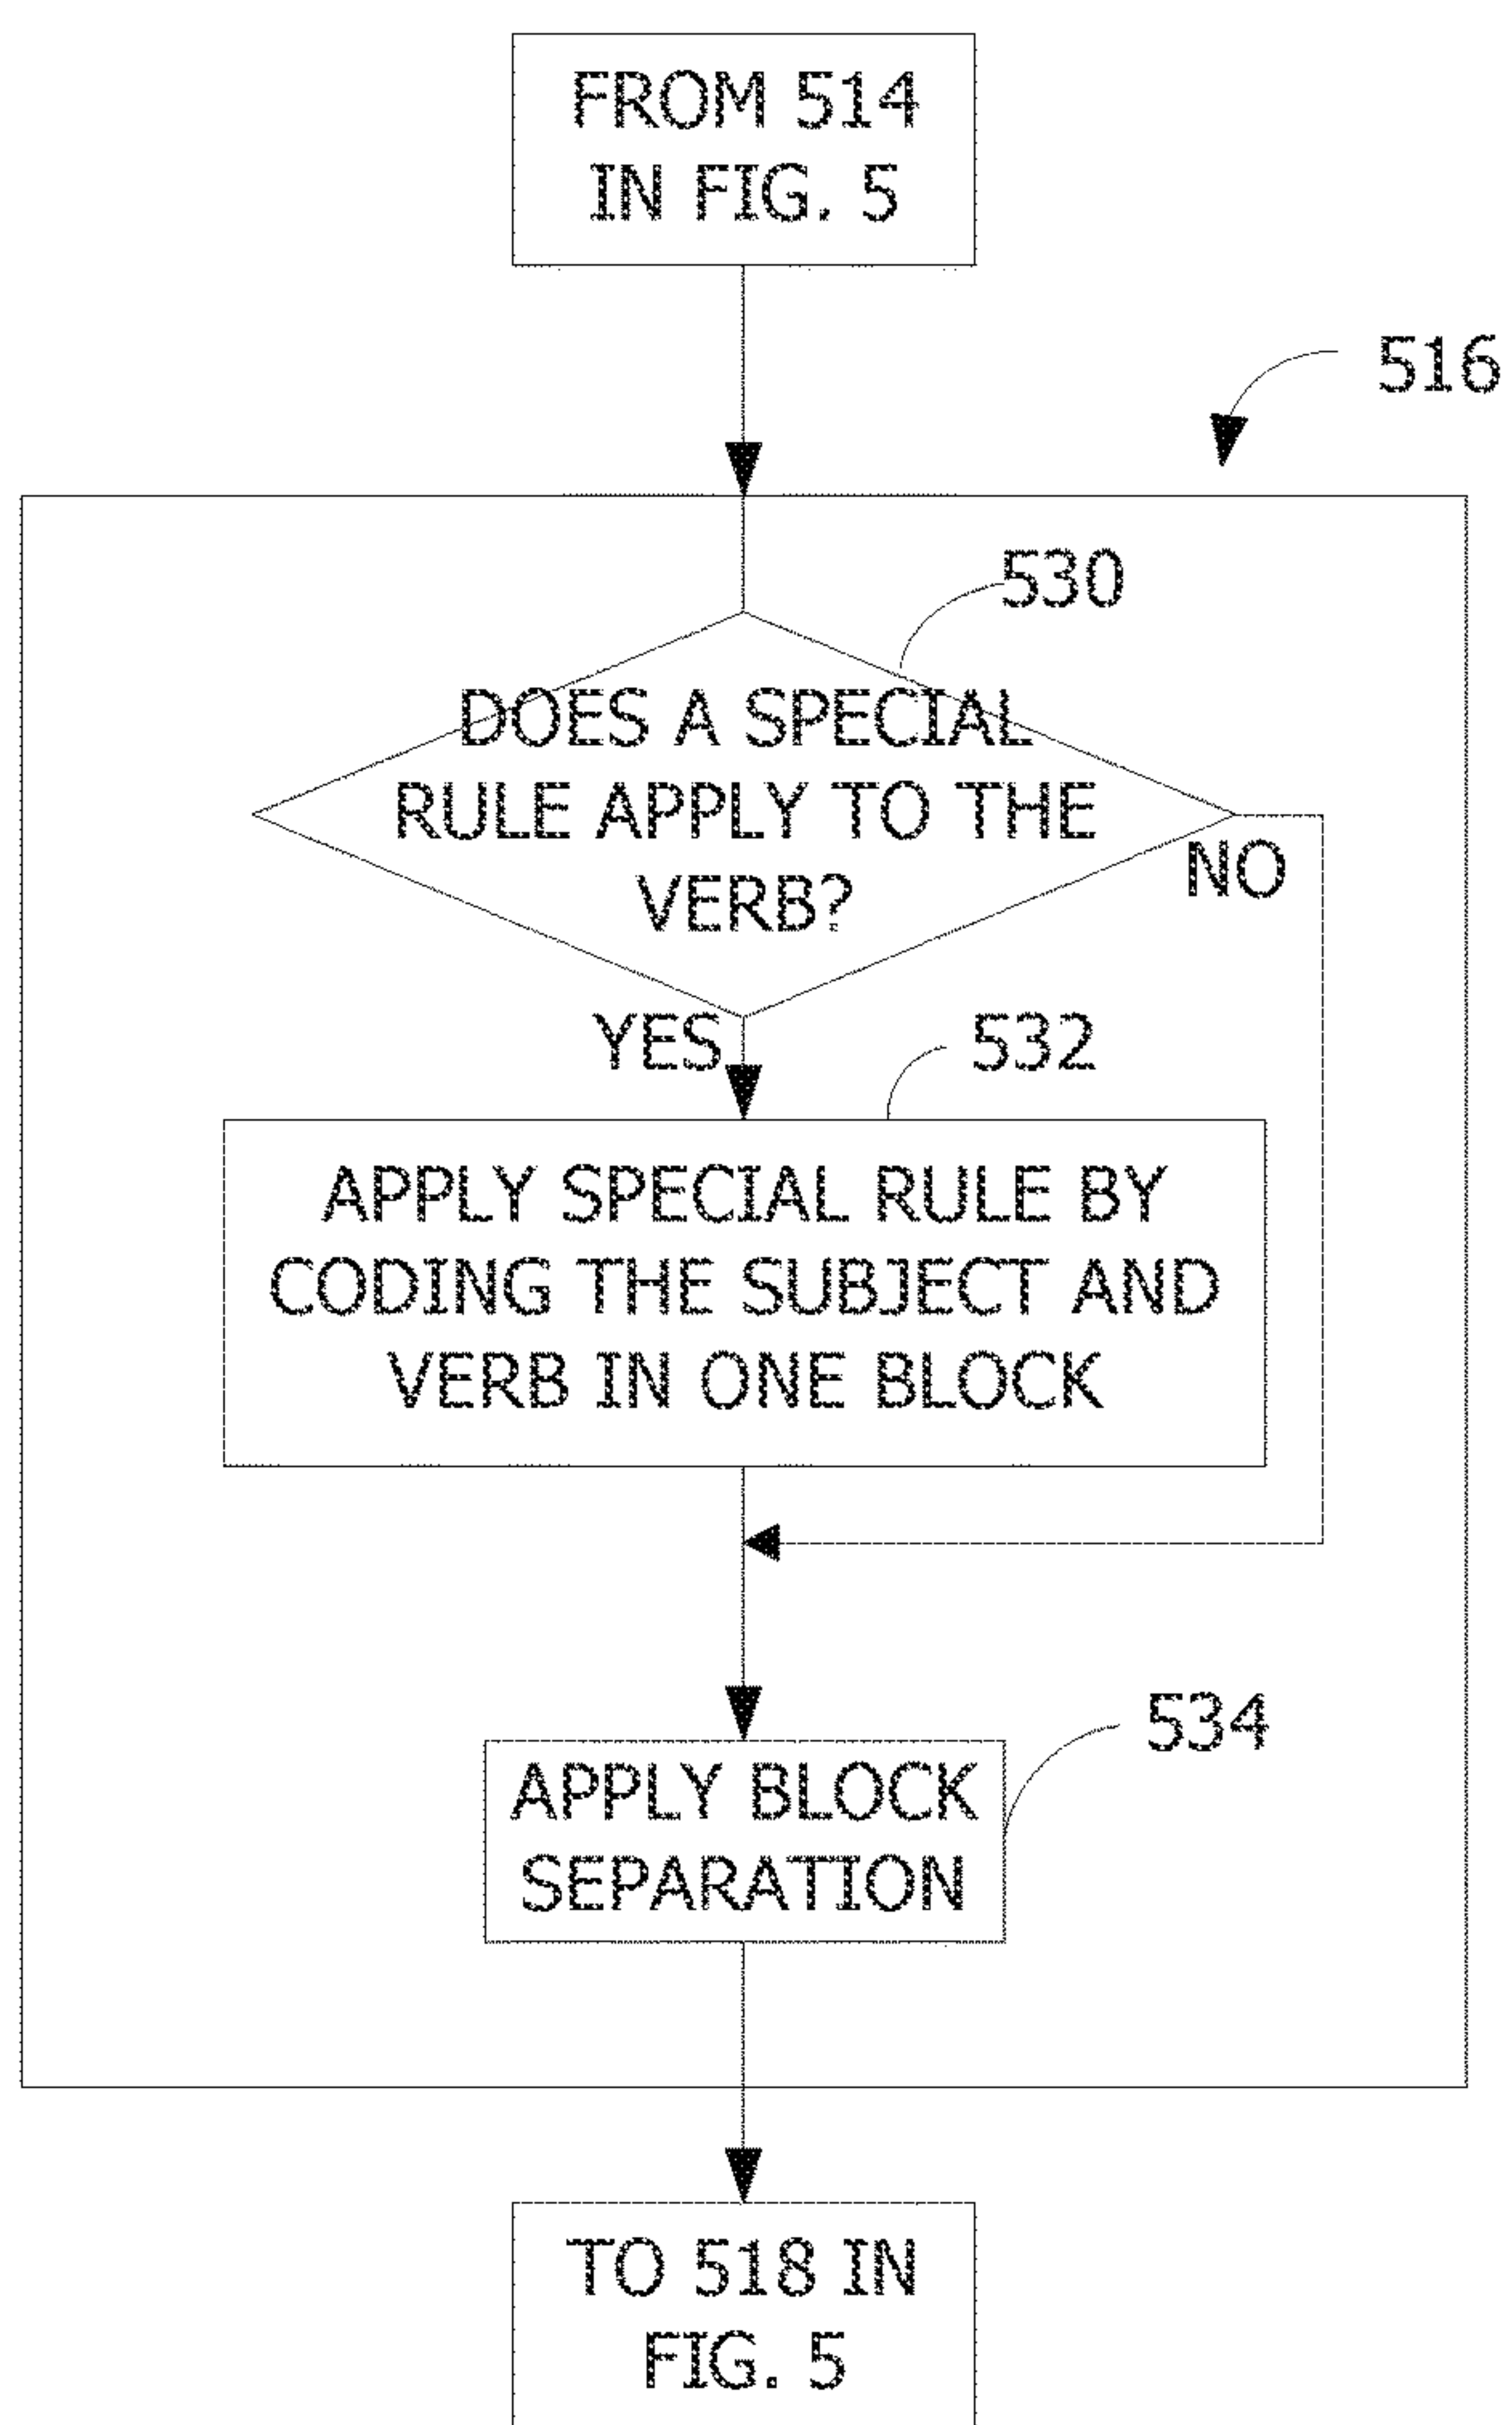 FROM 514
IN FIG. 5
516
530
DOES A SPECIAL
RULE APPLY TO THE
VERB?
NO
YES
532
APPLY SPECIAL RULE BY
CODING THE SUBJECT AND
VERB IN ONE BLOCK
534
APPLY BLOCK
SEPARATION
TO 518 IN
FIG. 5